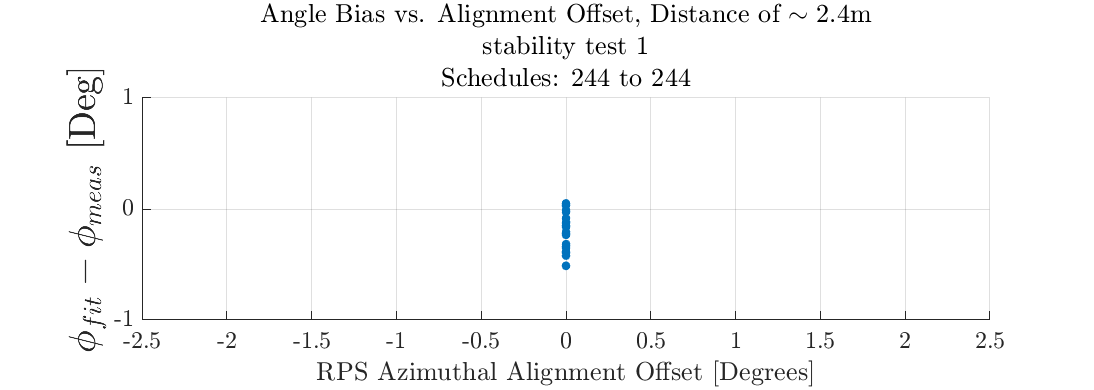 Angle Bias vs. Alignment Offset, Distance of ∼ 2.4m
stability test 1
Schedules: 244 to 244
ϕ_fit − ϕ_meas [Deg]
1
0
-1
-2.5 -2 -1.5 -1 -0.5 0 0.5 1 1.5 2 2.5
RPS Azimuthal Alignment Offset [Degrees]